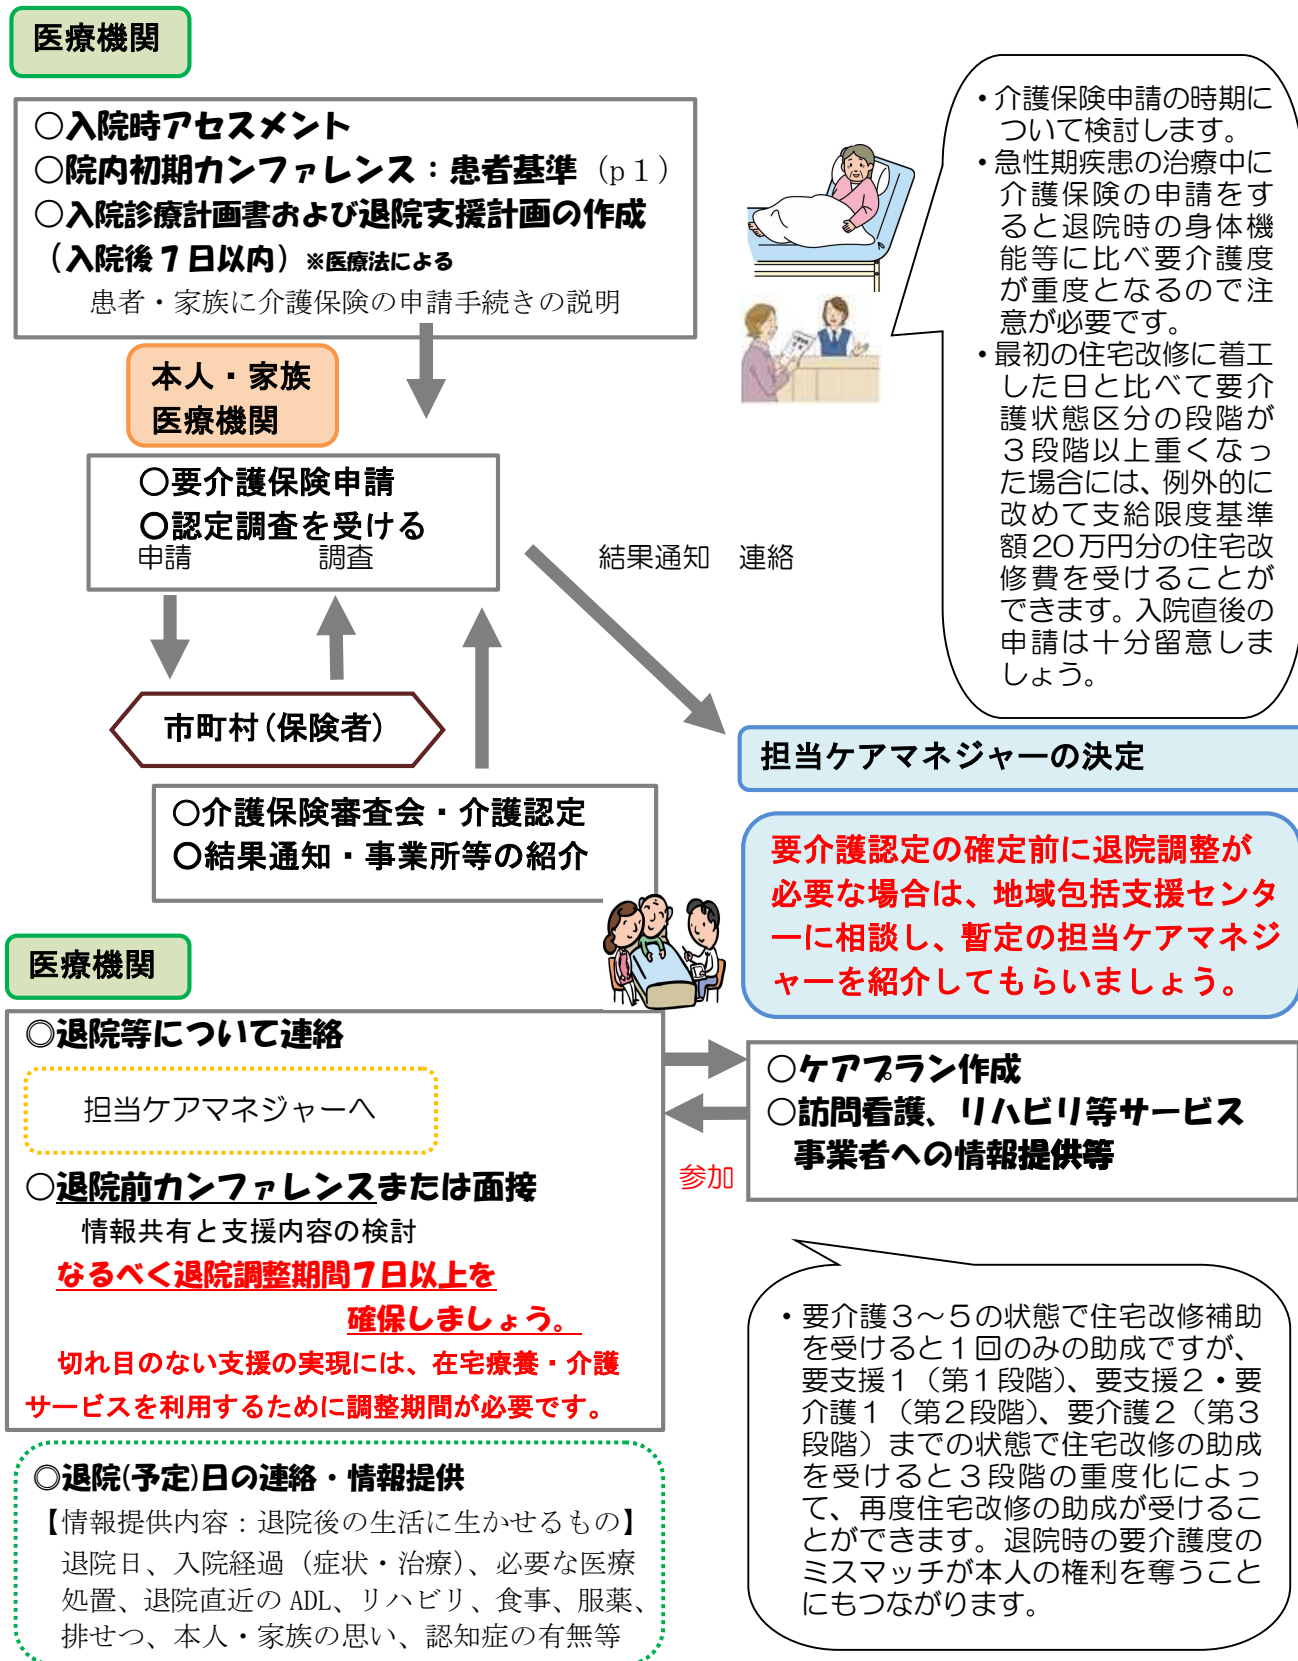 医療機関
○入院時アセスメント
○院内初期カンファレンス：患者基準（p１）
○入院診療計画書および退院支援計画の作成
（入院後７日以内）※医療法による
患者・家族に介護保険の申請手続きの説明
・介護保険申請の時期に
ついて検討します。
・急性期疾患の治療中に
介護保険の申請をす
ると退院時の身体機
能等に比べ要介護度
が重度となるので注
意が必要です。
・最初の住宅改修に着工
した日と比べて要介
護状態区分の段階が
３段階以上重くなっ
た場合には、例外的に
改めて支給限度基準
額20万円分の住宅改
修費を受けることが
できます。入院直後の
申請は十分留意しま
しょう。
本人・家族
医療機関
○要介護保険申請
○認定調査を受ける
申請　調査
結果通知　連絡
市町村（保険者）
○介護保険審査会・介護認定
○結果通知・事業所等の紹介
担当ケアマネジャーの決定
要介護認定の確定前に退院調整が
必要な場合は、地域包括支援センタ
ーに相談し、暫定の担当ケアマネジ
ャーを紹介してもらいましょう。
医療機関
◎退院等について連絡
担当ケアマネジャーへ
○退院前カンファレンスまたは面接
情報共有と支援内容の検討
なるべく退院調整期間７日以上を
確保しましょう。
切れ目のない支援の実現には、在宅療養・介護
サービスを利用するために調整期間が必要です。
参加
○ケアプラン作成
○訪問看護、リハビリ等サービス
事業者への情報提供等
◎退院(予定)日の連絡・情報提供
【情報提供内容：退院後の生活に生かせるもの】
退院日、入院経過（症状・治療）、必要な医療
処置、退院直近の ADL、リハビリ、食事、服薬、
排せつ、本人・家族の思い、認知症の有無等
・要介護３～５の状態で住宅改修補助
を受けると１回のみの助成ですが、
要支援１（第１段階）、要支援２・要
介護１（第２段階）、要介護２（第３
段階）までの状態で住宅改修の助成
を受けると３段階の重度化によっ
て、再度住宅改修の助成が受けるこ
とができます。退院時の要介護度の
ミスマッチが本人の権利を奪うこと
にもつながります。